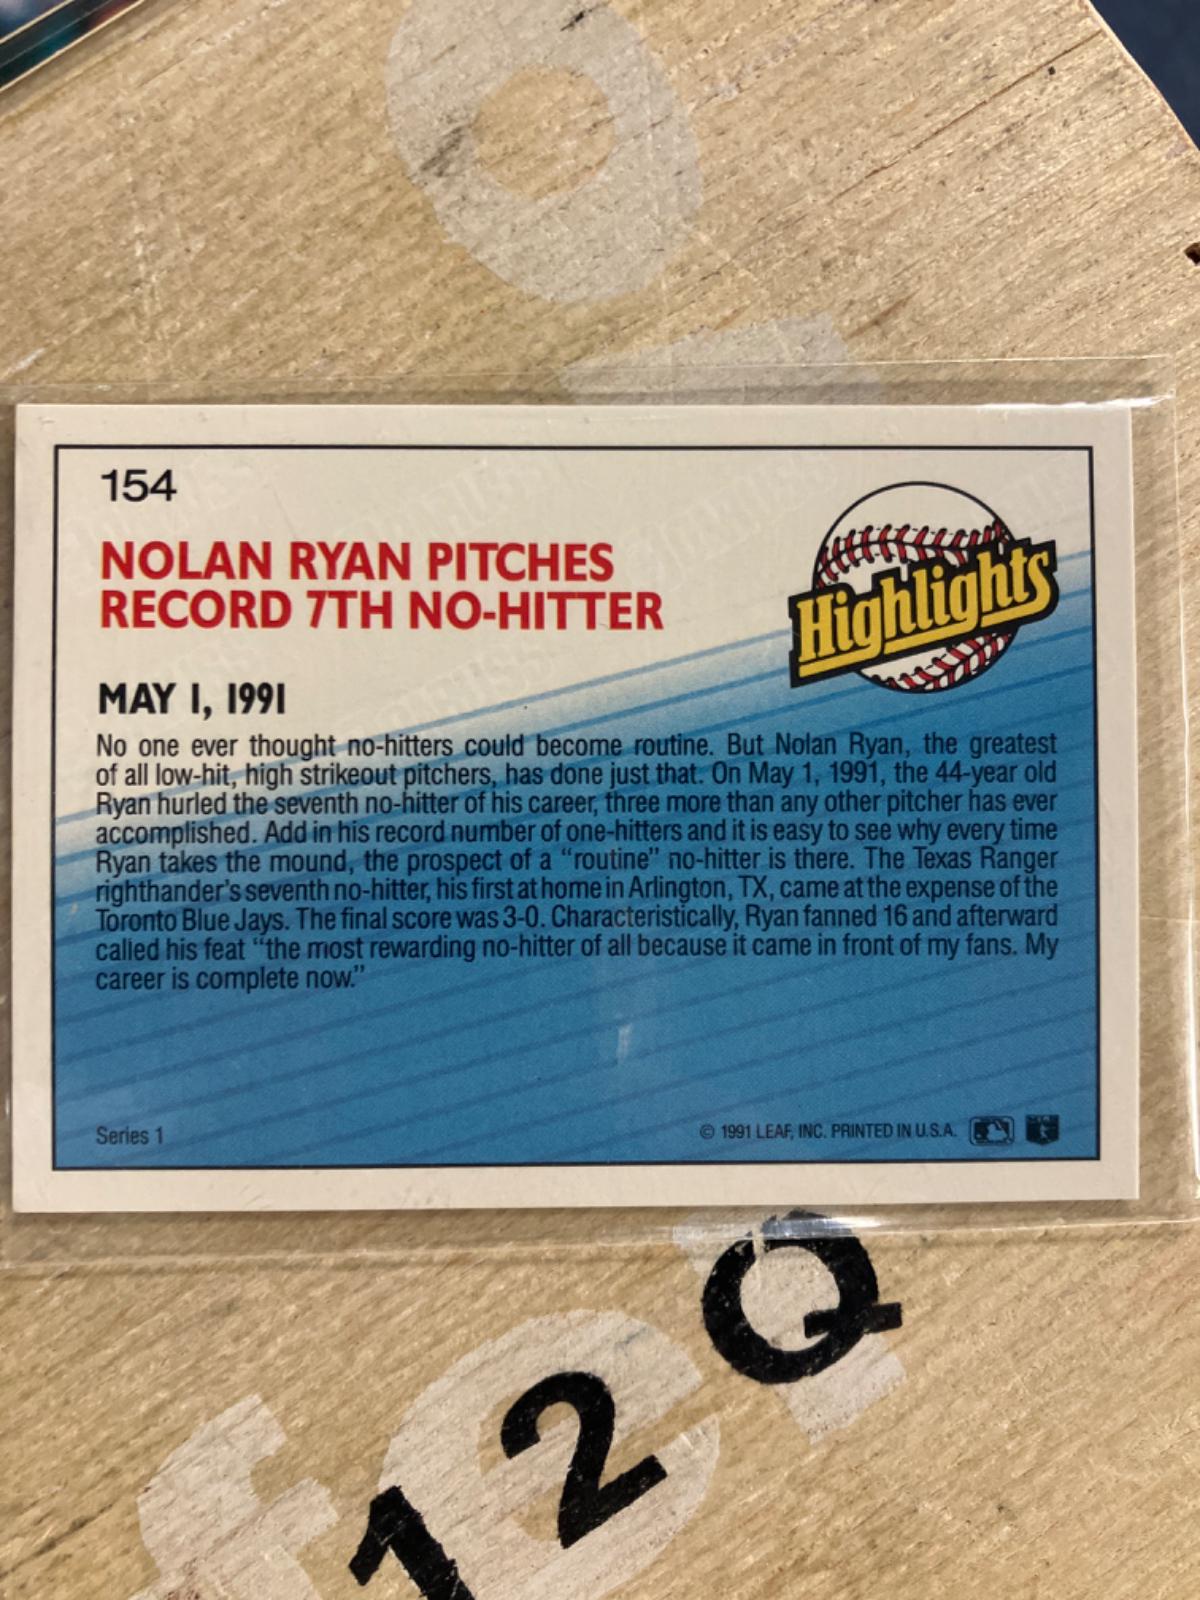 154
NOLAN RYAN PITCHES
RECORD 7TH NO-HITTER
Highlights
MAY 1, 1991
No one ever thought no-hitters could become routine. But Nolan Ryan, the greatest
of all low-hit, high strikeout pitchers, has done just that. On May 1, 1991, the 44-year old
Ryan hurled the seventh no-hitter of his career, three more than any other pitcher has ever
accomplished. Add in his record number of one-hitters and it is easy to see why every time
Ryan takes the mound, the prospect of a “routine” no-hitter is there. The Texas Ranger
righthander’s seventh no-hitter, his first at home in Arlington, TX, came at the expense of the
Toronto Blue Jays. The final score was 3-0. Characteristically, Ryan fanned 16 and afterward
called his feat “the most rewarding no-hitter of all because it came in front of my fans. My
career is complete now.”
Series 1
© 1991 LEAF, INC. PRINTED IN U.S.A.
12Q